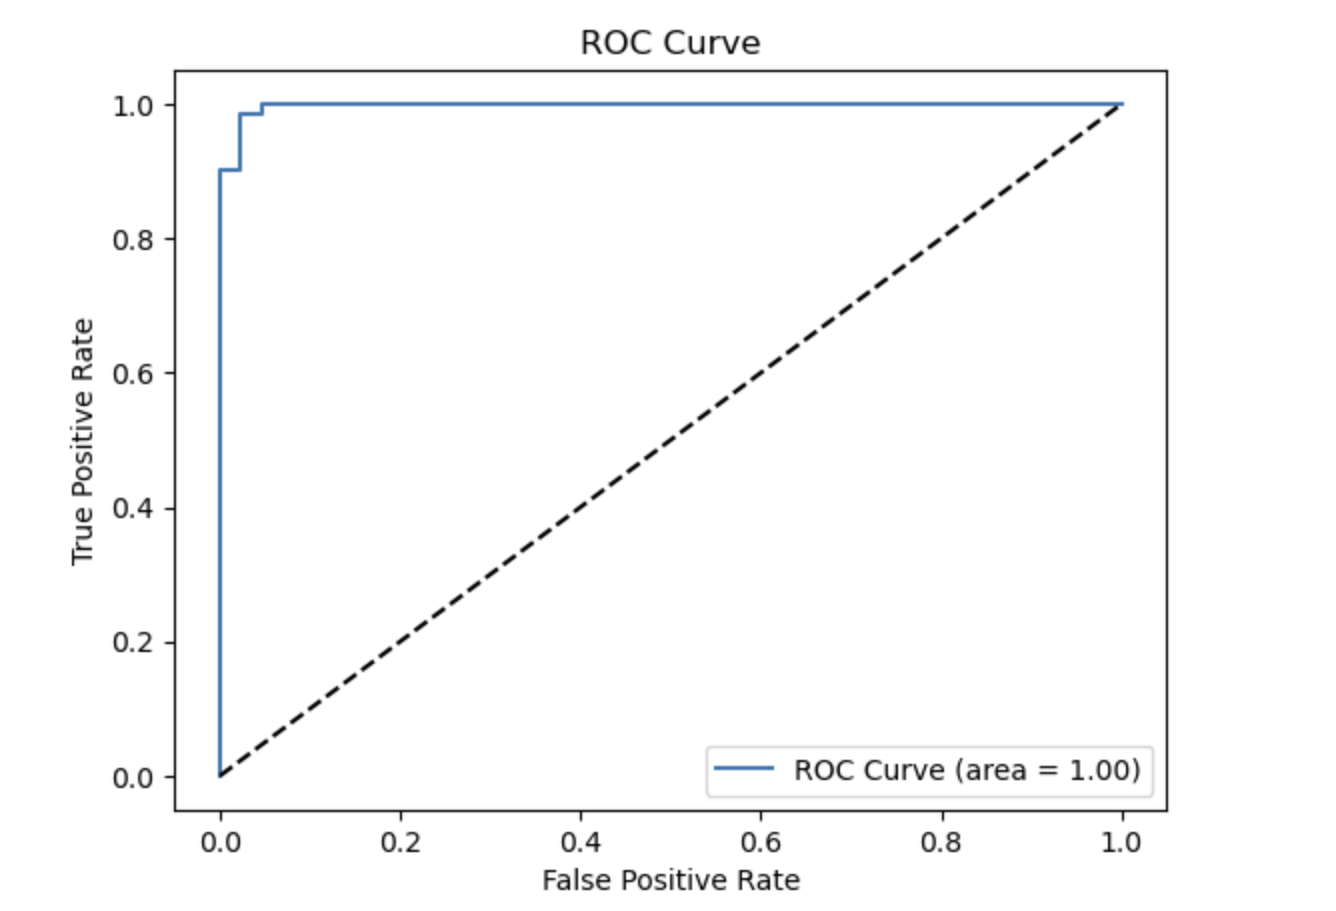 ROC Curve
1.0
0.8
0.6
0.4
0.2
0.0
True Positive Rate
ROC Curve (area = 1.00)
0.0 0.2 0.4 0.6 0.8 1.0
False Positive Rate